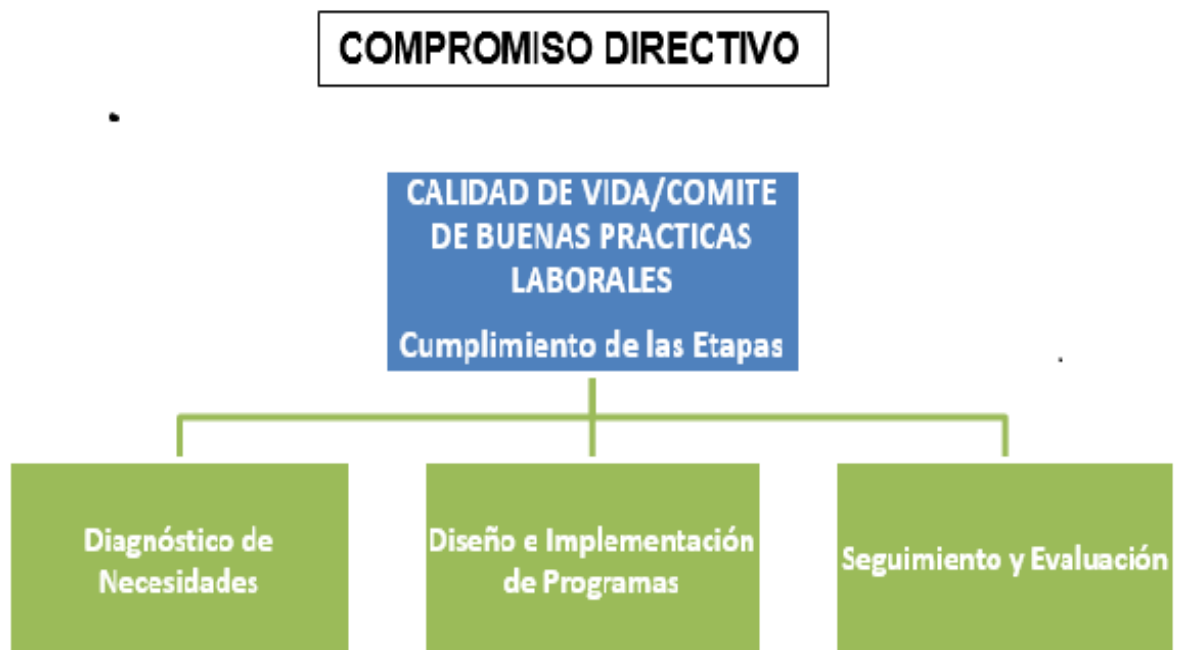 COMPROMISO DIRECTIVO
CALIDAD DE VIDA/COMITE
DE BUENAS PRACTICAS
LABORALES
Cumplimiento de las Etapas
Diagnóstico de
Necesidades
Diseño e Implementación
de Programas
Seguimiento y Evaluación